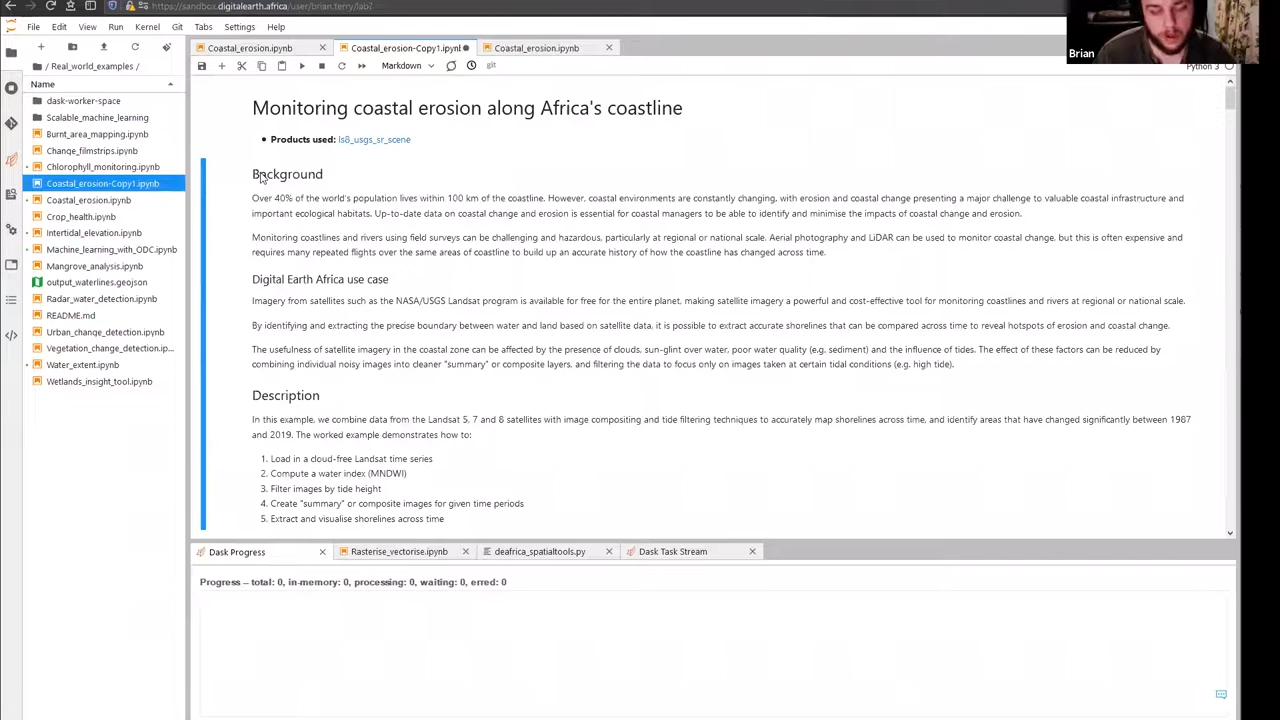 https://sandbox.digitalearth.africa/user/brian.terry/lab?
File Edit View Run Kernel Git Tabs Settings Help
Brian
/ Real_world_examples /
Name
dask-worker-space
Scalable_machine_learning
Burnt_area_mapping.ipynb
Change_filmstrips.ipynb
Chlorophyll_monitoring.ipynb
Coastal_erosion-Copy1.ipynb
Coastal_erosion.ipynb
Crop_health.ipynb
Intertidal_elevation.ipynb
Machine_learning_with_ODC.ipynb
Mangrove_analysis.ipynb
output_waterlines.geojson
Radar_water_detection.ipynb
README.md
Urban_change_detection.ipynb
Vegetation_change_detection.ip...
Water_extent.ipynb
Wetlands_insight_tool.ipynb
Coastal_erosion.ipynb Coastal_erosion-Copy1.ipynb Coastal_erosion.ipynb
Markdown git Python 3
Monitoring coastal erosion along Africa's coastline
Products used: ls8_usgs_sr_scene
Background
Over 40% of the world's population lives within 100 km of the coastline. However, coastal environments are constantly changing, with erosion and coastal change presenting a major challenge to valuable coastal infrastructure and
important ecological habitats. Up-to-date data on coastal change and erosion is essential for coastal managers to be able to identify and minimise the impacts of coastal change and erosion.
Monitoring coastlines and rivers using field surveys can be challenging and hazardous, particularly at regional or national scale. Aerial photography and LiDAR can be used to monitor coastal change, but this is often expensive and
requires many repeated flights over the same areas of coastline to build up an accurate history of how the coastline has changed across time.
Digital Earth Africa use case
Imagery from satellites such as the NASA/USGS Landsat program is available for free for the entire planet, making satellite imagery a powerful and cost-effective tool for monitoring coastlines and rivers at regional or national scale.
By identifying and extracting the precise boundary between water and land based on satellite data, it is possible to extract accurate shorelines that can be compared across time to reveal hotspots of erosion and coastal change.
The usefulness of satellite imagery in the coastal zone can be affected by the presence of clouds, sun-glint over water, poor water quality (e.g. sediment) and the influence of tides. The effect of these factors can be reduced by
combining individual noisy images into cleaner "summary" or composite layers, and filtering the data to focus only on images taken at certain tidal conditions (e.g. high tide).
Description
In this example, we combine data from the Landsat 5, 7 and 8 satellites with image compositing and tide filtering techniques to accurately map shorelines across time, and identify areas that have changed significantly between 1987
and 2019. The worked example demonstrates how to:
1. Load in a cloud-free Landsat time series
2. Compute a water index (MNDWI)
3. Filter images by tide height
4. Create "summary" or composite images for given time periods
5. Extract and visualise shorelines across time
Dask Progress Rasterise_vectorise.ipynb deafrica_spatialtools.py Dask Task Stream
Progress -- total: 0, in-memory: 0, processing: 0, waiting: 0, erred: 0